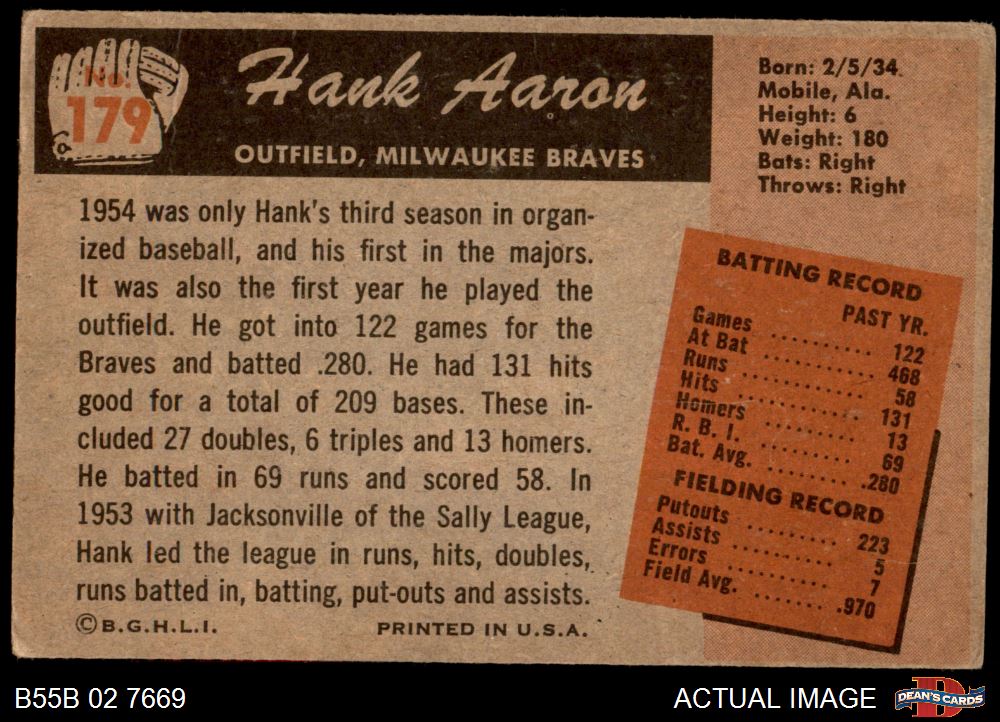 No.
179
Hank Aaron
OUTFIELD, MILWAUKEE BRAVES
Born: 2/5/34
Mobile, Ala.
Height: 6
Weight: 180
Bats: Right
Throws: Right
1954 was only Hank's third season in organ-
ized baseball, and his first in the majors.
It was also the first year he played the
outfield. He got into 122 games for the
Braves and batted .280. He had 131 hits
good for a total of 209 bases. These in-
cluded 27 doubles, 6 triples and 13 homers.
He batted in 69 runs and scored 58. In
1953 with Jacksonville of the Sally League,
Hank led the league in runs, hits, doubles,
runs batted in, batting, put-outs and assists.
©B.G.H.L.I. PRINTED IN U.S.A.
BATTING RECORD
PAST YR.
Games .......... 122
At Bat .......... 468
Runs .......... 58
Hits .......... 131
Homers .......... 13
R. B. I. .......... 69
Bat. Avg. .......... .280
FIELDING RECORD
Putouts .......... 223
Assists .......... 5
Errors .......... 7
Field Avg. ....... .970
B55B 02 7669
ACTUAL IMAGE
D
DEAN'S CARDS